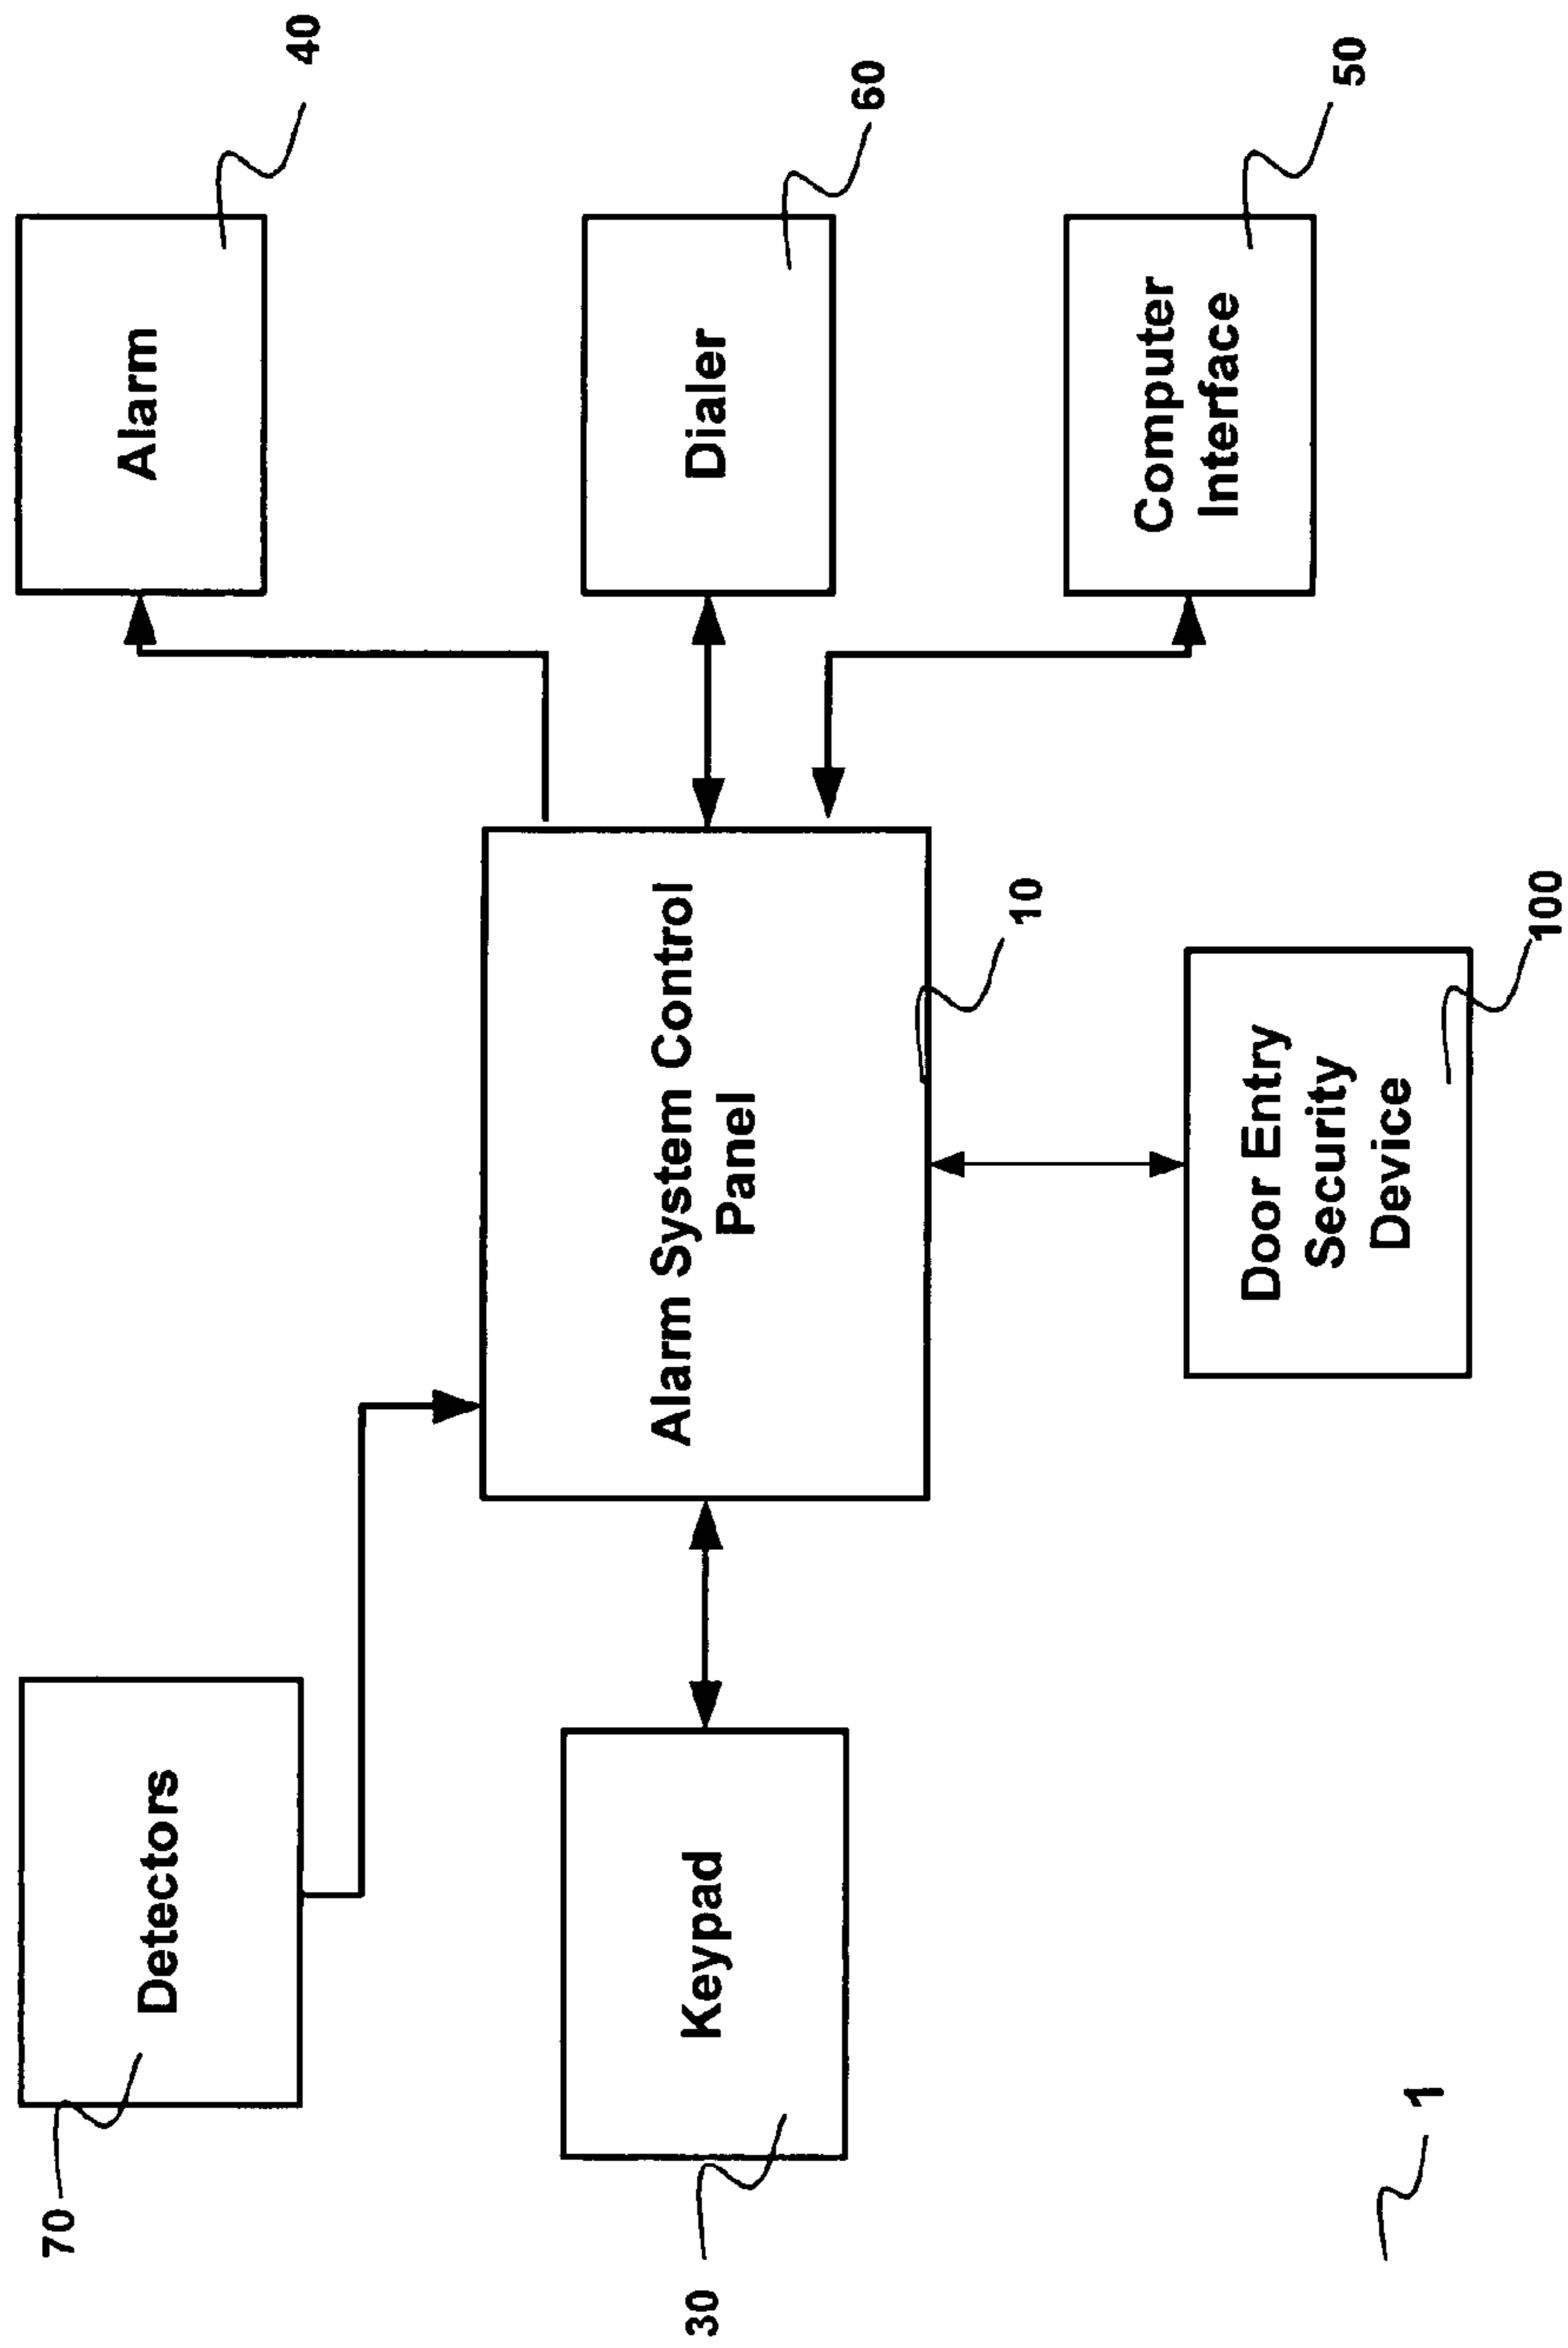 70
Detectors
Alarm
40
30
Keypad
Alarm System Control
Panel
10
Dialer
60
Computer
Interface
50
Door Entry
Security
Device
100
1